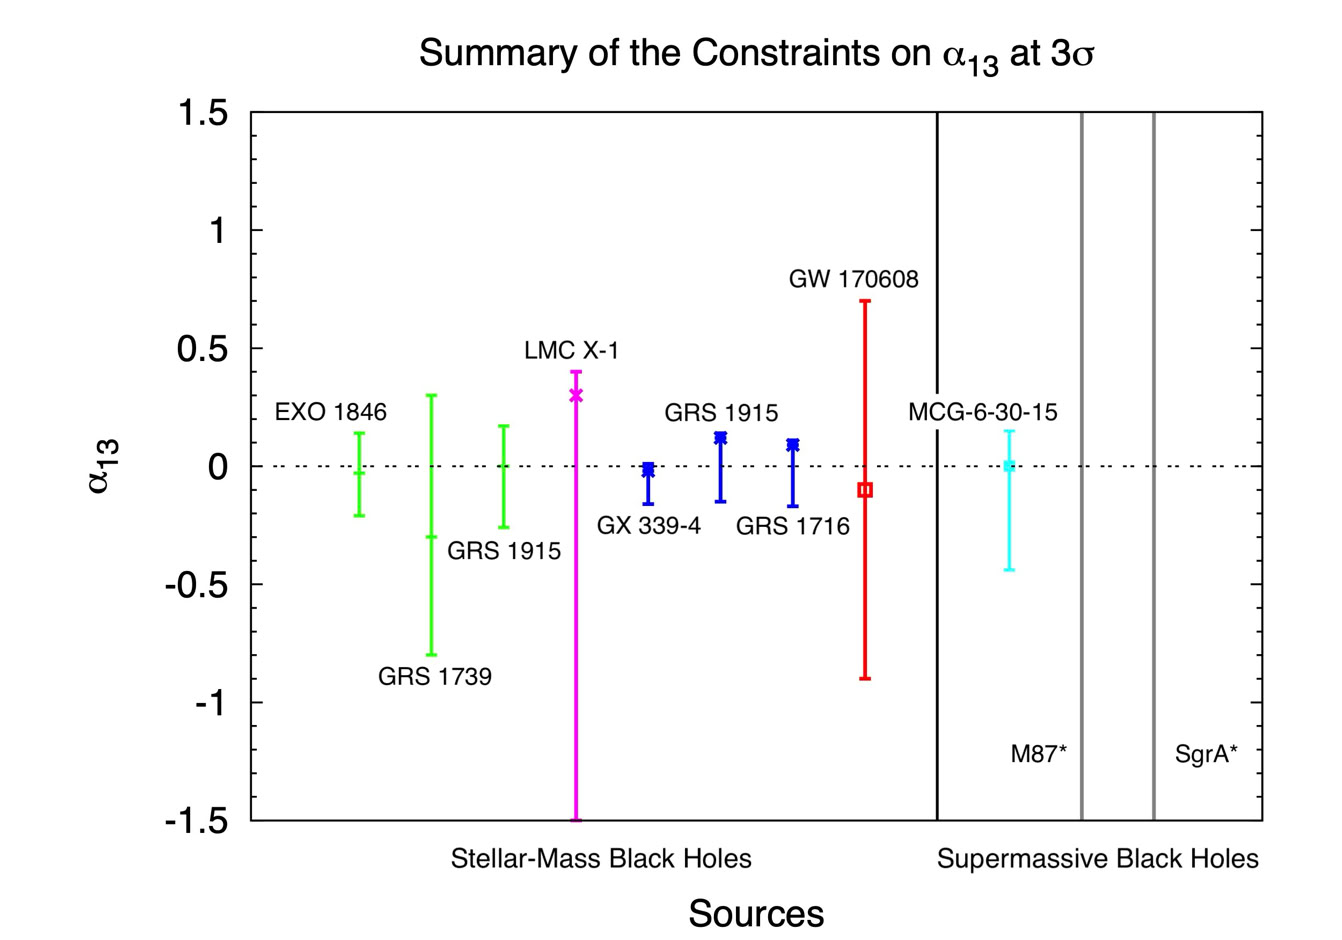 Summary of the Constraints on α13 at 3σ
1.5
1
0.5
0
-0.5
-1
-1.5
α13
GW 170608
LMC X-1
EXO 1846
GRS 1915
MCG-6-30-15
GX 339-4
GRS 1716
GRS 1915
GRS 1739
M87*
SgrA*
Stellar-Mass Black Holes
Supermassive Black Holes
Sources